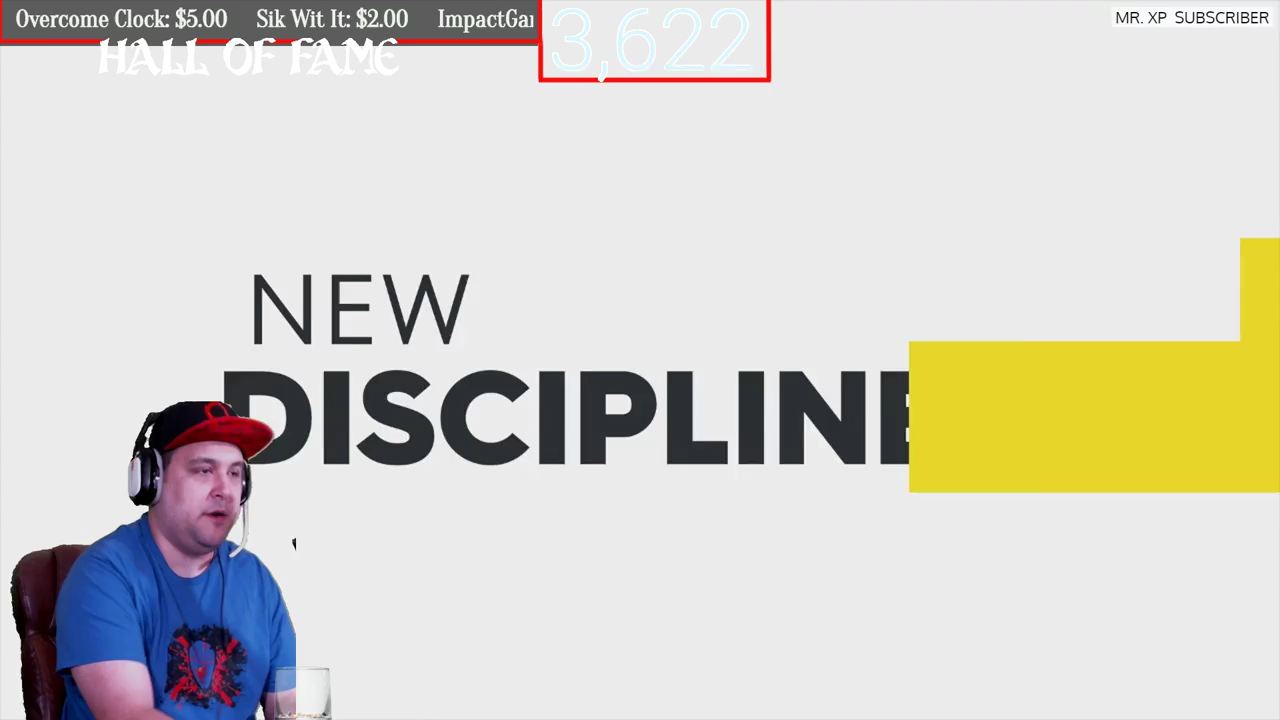 Overcome Clock: $5.00 Sik Wit It: $2.00 ImpactGa
HALL OF FAME
3,622
MR. XP SUBSCRIBER
NEW
DISCIPLINE